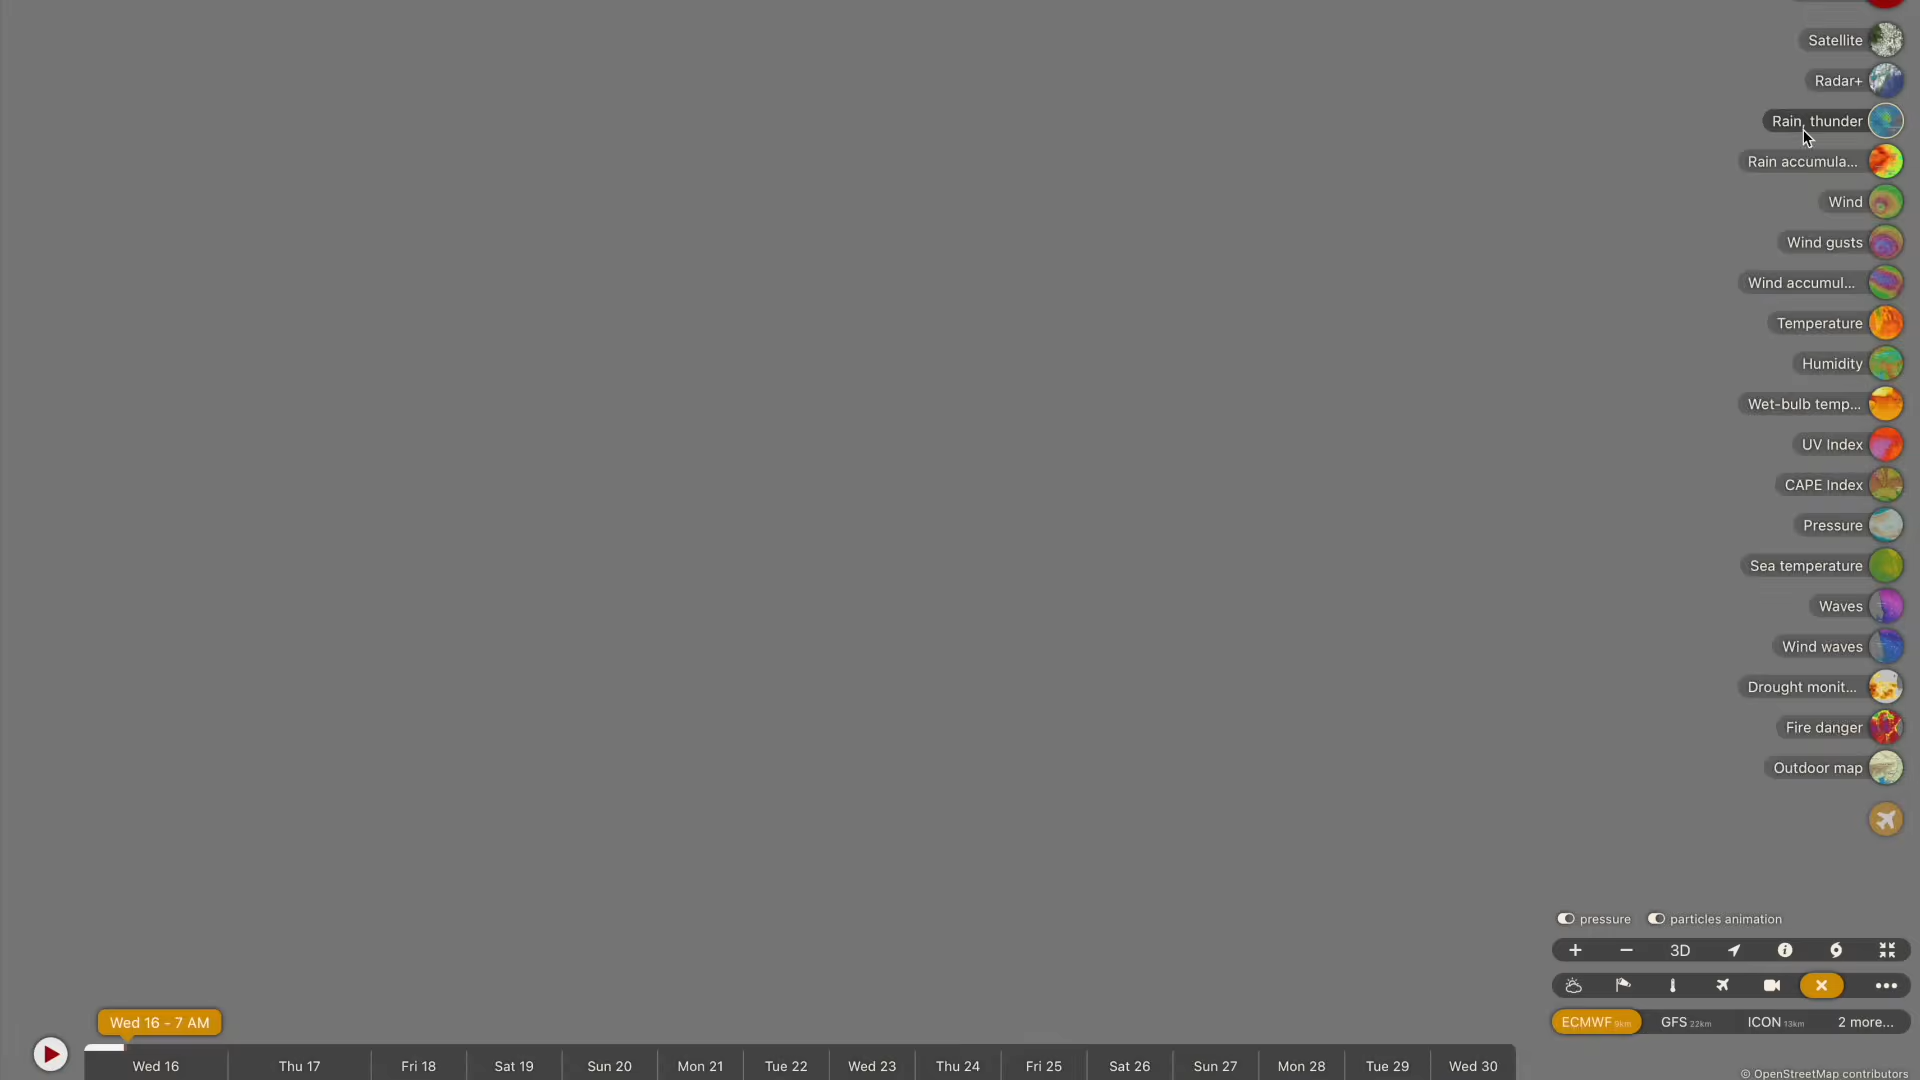 Satellite
Radar+
Rain, thunder
Rain accumula...
Wind
Wind gusts
Wind accumul...
Temperature
Humidity
Wet-bulb temp...
UV Index
CAPE Index
Pressure
Sea temperature
Waves
Wind waves
Drought monit...
Fire danger
Outdoor map
pressure particles animation
3D
ECMWF 9km GFS 22km ICON 13km 2 more...
Wed 16 - 7 AM
Wed 16 Thu 17 Fri 18 Sat 19 Sun 20 Mon 21 Tue 22 Wed 23 Thu 24 Fri 25 Sat 26 Sun 27 Mon 28 Tue 29 Wed 30
© OpenStreetMap contributors